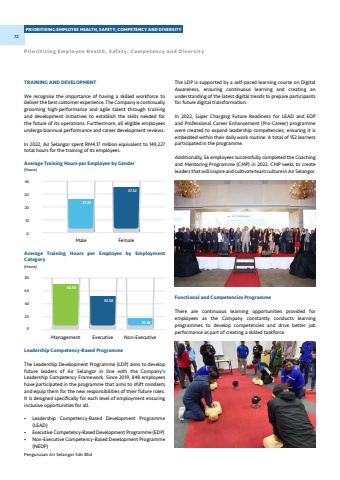 PRIORITISING EMPLOYEE HEALTH, SAFETY, COMPETENCY AND DIVERSITY
72
Prioritising Employee Health, Safety, Competency and Diversity
TRAINING AND DEVELOPMENT
We recognise the importance of having a skilled workforce to
deliver the best customer experience. The Company is continually
grooming high-performance and agile talent through training
and development initiatives to establish the skills needed for
the future of its operations. Furthermore, all eligible employees
undergo biannual performance and career development reviews.
In 2022, Air Selangor spent RM4.17 million equivalent to 149,227
total hours for the training of its employees.
Average Training Hours per Employee by Gender
(Hours)
40
30
20
10
0
Male
Female
Average Training Hours per Employee by Employment
Category
(Hours)
80
60
40
20
0
Management
Executive
Non-Executive
Leadership Competency-Based Programme
The Leadership Development Programme (LDP) aims to develop
future leaders of Air Selangor in line with the Company's
Leadership Competency Framework. Since 2019, 848 employees
have participated in the programme that aims to shift mindsets
and equip them for the new responsibilities of their future roles.
It is designed specifically for each level of employment ensuring
inclusive opportunities for all.
• Leadership Competency-Based Development Programme
(LEAD)
• Executive Competency-Based Development Programme (EDP)
• Non-Executive Competency-Based Development Programme
(NEDP)
Pengurusan Air Selangor Sdn Bhd
The LDP is supported by a self-paced learning course on Digital
Awareness, ensuring continuous learning and creating an
understanding of the latest digital trends to prepare participants
for future digital transformation.
In 2022, Super Charging Future Readiness for LEAD and EDP
and Professional Career Enhancement (Pro-Career) programme
were created to expand leadership competencies, ensuring it is
embedded within their daily work routine. A total of 152 learners
participated in the programme.
Additionally, 54 employees successfully completed the Coaching
and Mentoring Programme (CMP) in 2022. CMP seeks to create
leaders that will inspire and cultivate team culture in Air Selangor.
Functional and Competencies Programme
There are continuous learning opportunities provided for
employees as the Company constantly conducts learning
programmes to develop competencies and drive better job
performance as part of creating a skilled taskforce.